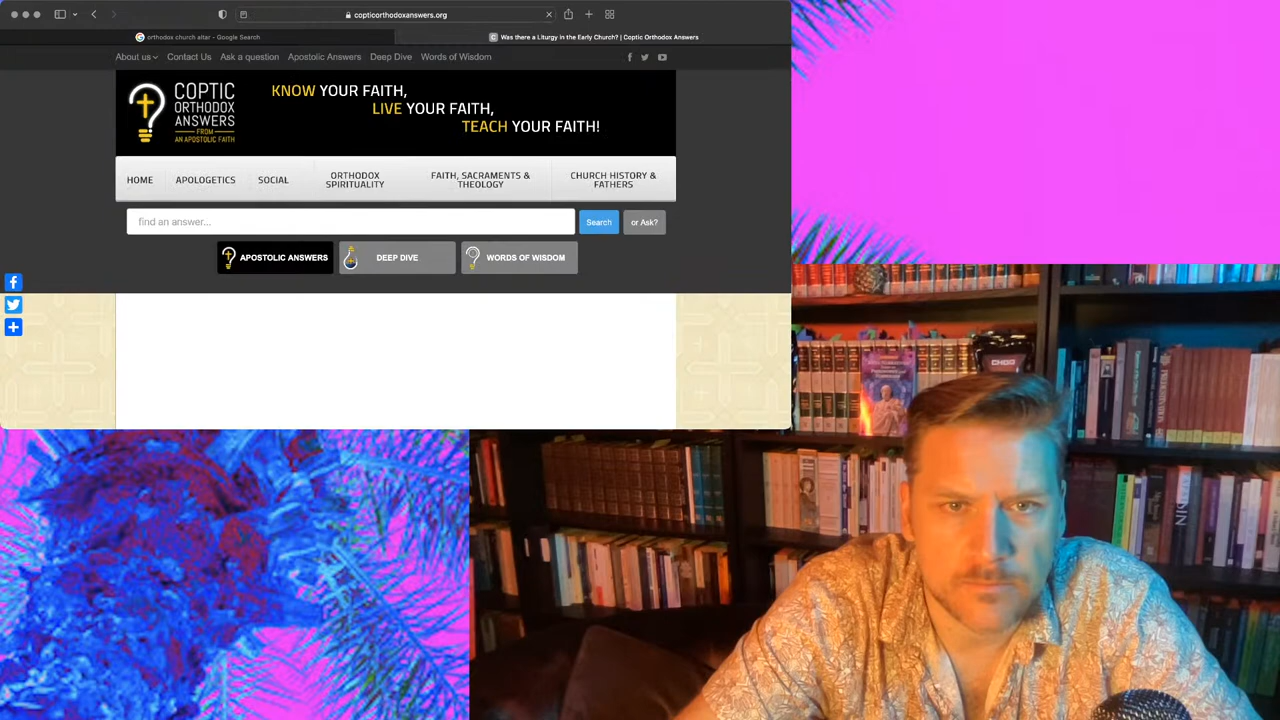 copticorthodoxanswers.org
orthodox church altar - Google Search
Was there a Liturgy in the Early Church? | Coptic Orthodox Answers
About us
Contact Us
Ask a question
Apostolic Answers
Deep Dive
Words of Wisdom
COPTIC
ORTHODOX
ANSWERS
FROM
AN APOSTOLIC FAITH
KNOW YOUR FAITH,
LIVE YOUR FAITH,
TEACH YOUR FAITH!
HOME
APOLOGETICS
SOCIAL
ORTHODOX
SPIRITUALITY
FAITH, SACRAMENTS &
THEOLOGY
CHURCH HISTORY &
FATHERS
find an answer...
Search
or Ask?
APOSTOLIC ANSWERS
DEEP DIVE
WORDS OF WISDOM